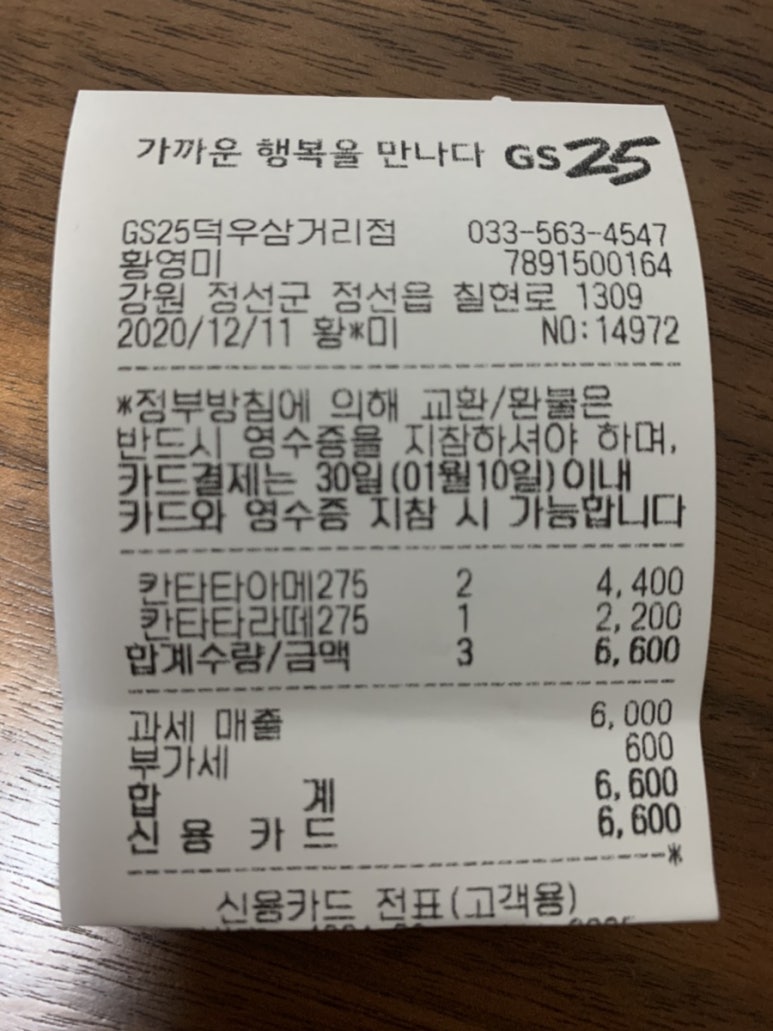 가까운 행복을 만나다 GS25
GS25덕우삼거리점 033-563-4547
황영미 7891500164
강원 정선군 정선읍 칠현로 1309
2020/12/11 황*미 NO:14972
*정부방침에 의해 교환/환불은
반드시 영수증을 지참하셔야 하며,
카드결제는 30일(01월10일)이내
카드와 영수증 지참 시 가능합니다
칸타타아메275 2 4,400
칸타타라떼275 1 2,200
합계수량/금액 3 6,600
과세 매출 6,000
부가세 600
합 계 6,600
신 용 카 드 6,600
*
신용카드 전표(고객용)